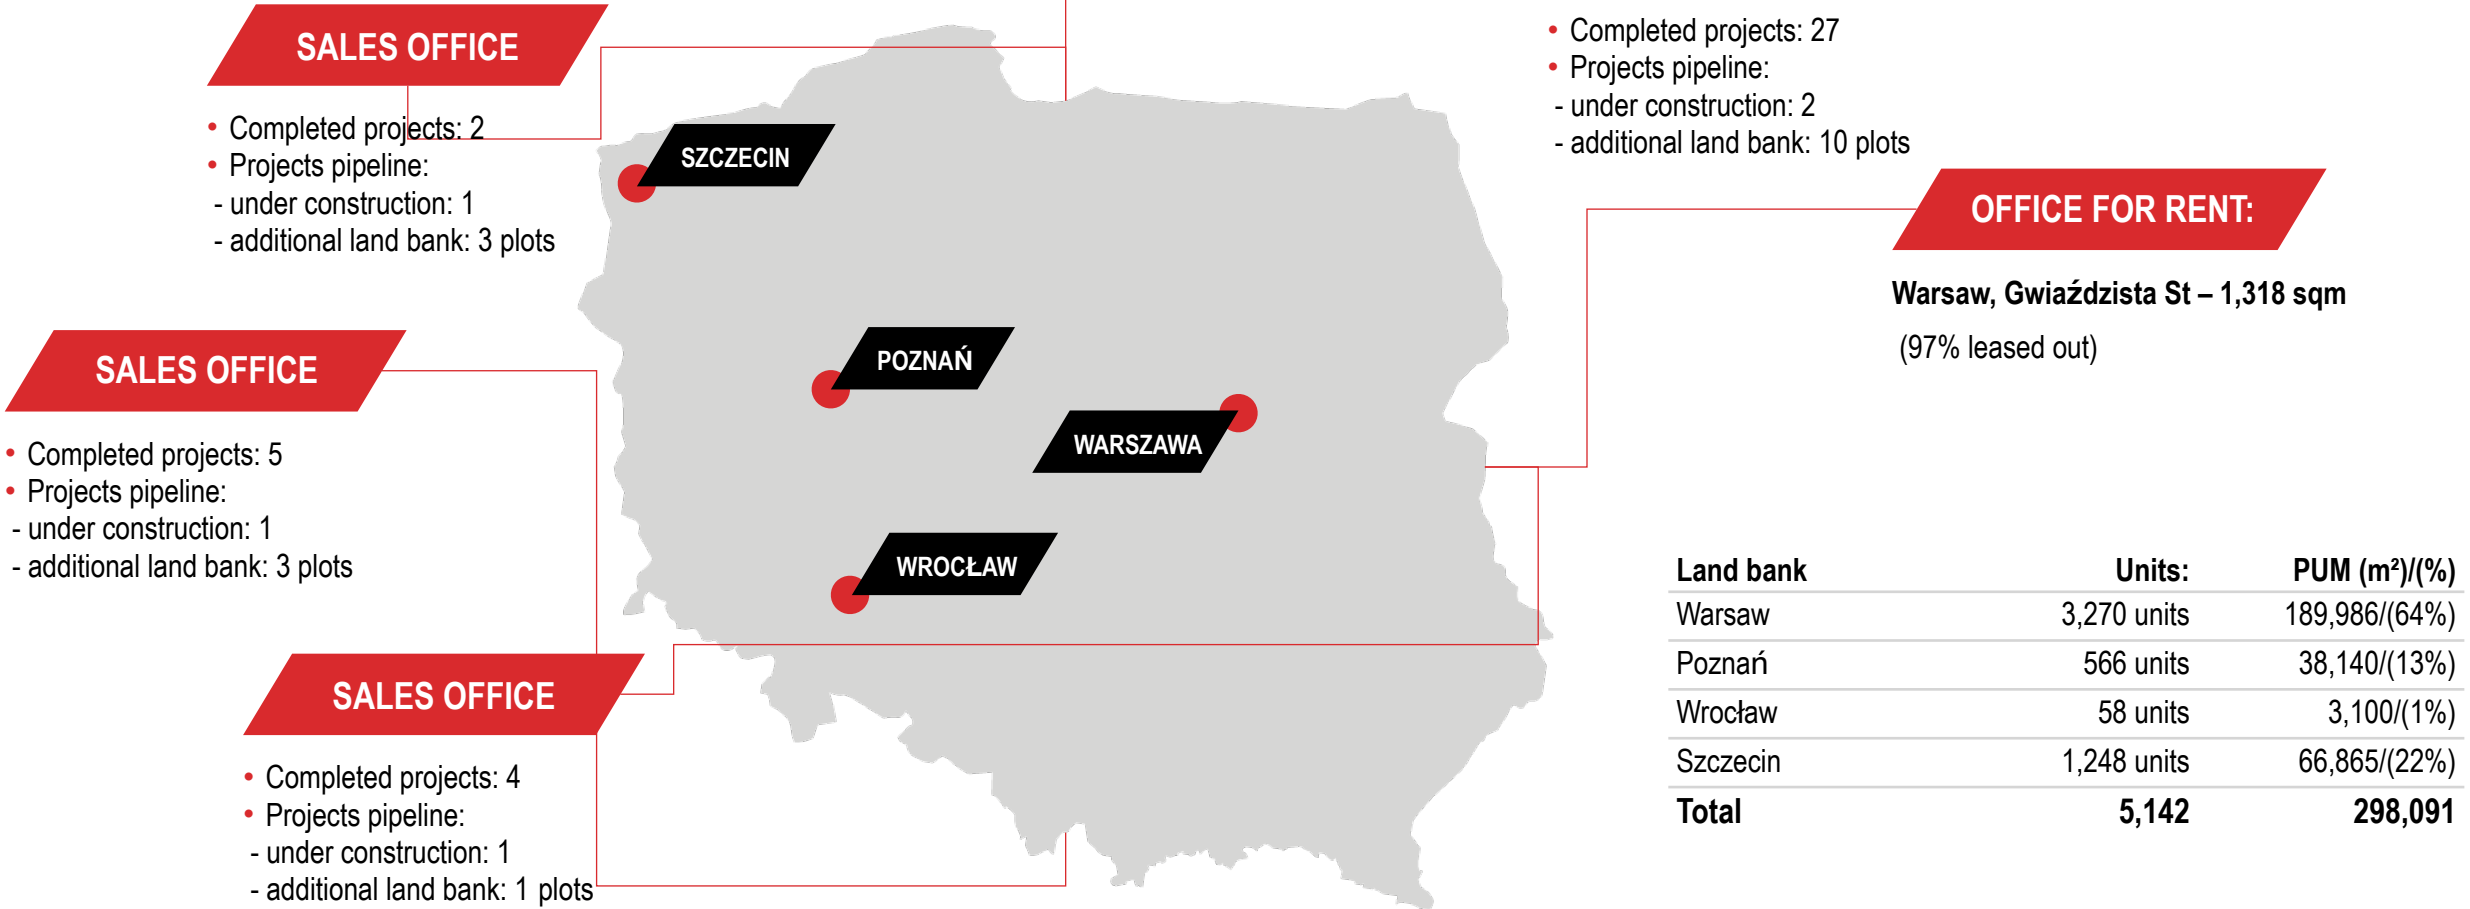 SALES OFFICE
• Completed projects: 2
• Projects pipeline:
- under construction: 1
- additional land bank: 3 plots
SALES OFFICE
• Completed projects: 5
• Projects pipeline:
- under construction: 1
- additional land bank: 3 plots
SALES OFFICE
• Completed projects: 4
• Projects pipeline:
- under construction: 1
- additional land bank: 1 plots
SZCZECIN
POZNAŃ
WARSZAWA
WROCŁAW
• Completed projects: 27
• Projects pipeline:
- under construction: 2
- additional land bank: 10 plots
OFFICE FOR RENT:
Warsaw, Gwiaździsta St – 1,318 sqm
(97% leased out)
Land bank Units: PUM (m²)/(%)
Warsaw 3,270 units 189,986/(64%)
Poznań 566 units 38,140/(13%)
Wrocław 58 units 3,100/(1%)
Szczecin 1,248 units 66,865/(22%)
Total 5,142 298,091